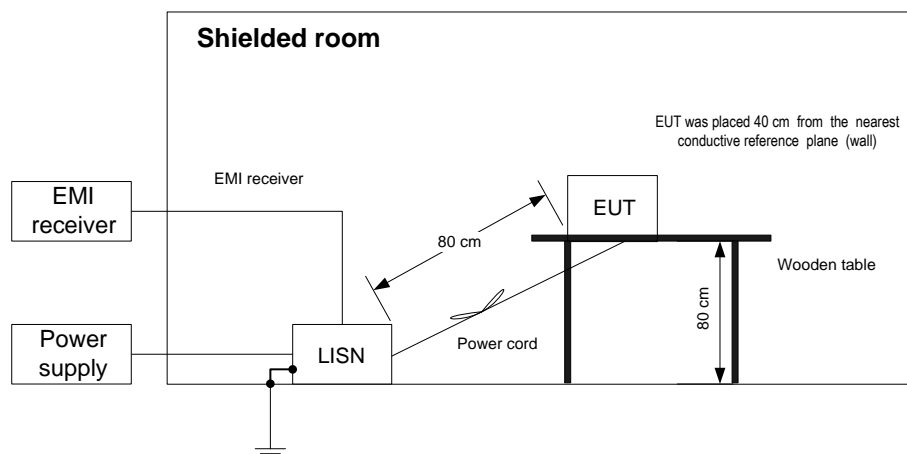 Shielded room
EUT was placed 40 cm from the nearest
conductive reference plane (wall)
EMI receiver
EMI
receiver
EUT
80 cm
Wooden table
80 cm
Power cord
Power
supply
LISN